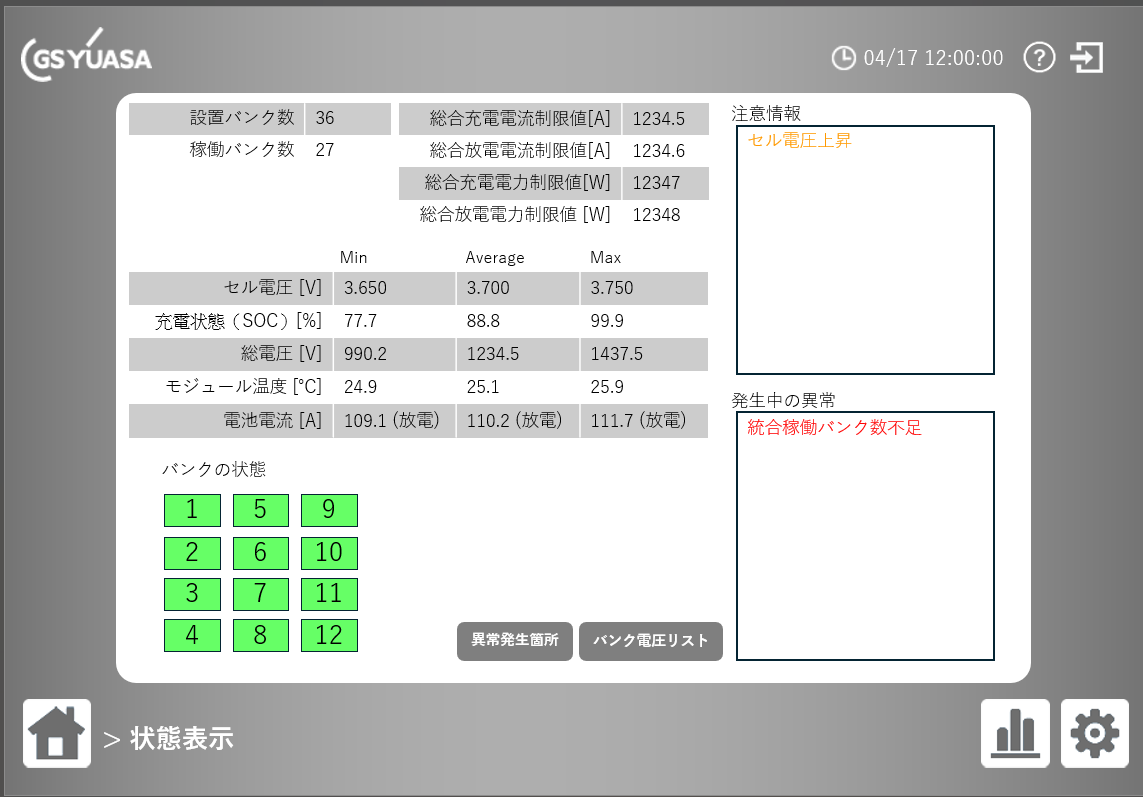 GS YUASA
04/17 12:00:00
?
設置バンク数 36
稼働バンク数 27
総合充電電流制限値[A] 1234.5
総合放電電流制限値[A] 1234.6
総合充電電力制限値[W] 12347
総合放電電力制限値 [W] 12348
Min Average Max
セル電圧 [V] 3.650 3.700 3.750
充電状態（SOC）[%] 77.7 88.8 99.9
総電圧 [V] 990.2 1234.5 1437.5
モジュール温度 [°C] 24.9 25.1 25.9
電池電流 [A] 109.1 (放電) 110.2 (放電) 111.7 (放電)
バンクの状態
1 5 9
2 6 10
3 7 11
4 8 12
異常発生箇所 バンク電圧リスト
注意情報
セル電圧上昇
発生中の異常
統合稼働バンク数不足
> 状態表示